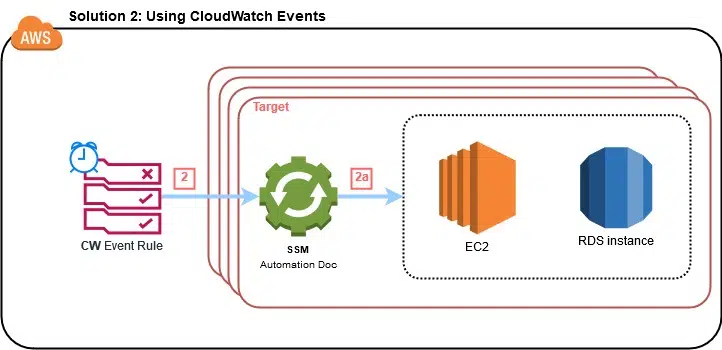 Solution 2: Using CloudWatch Events
AWS
Target
2
2a
CW Event Rule
SSM
Automation Doc
EC2
RDS instance